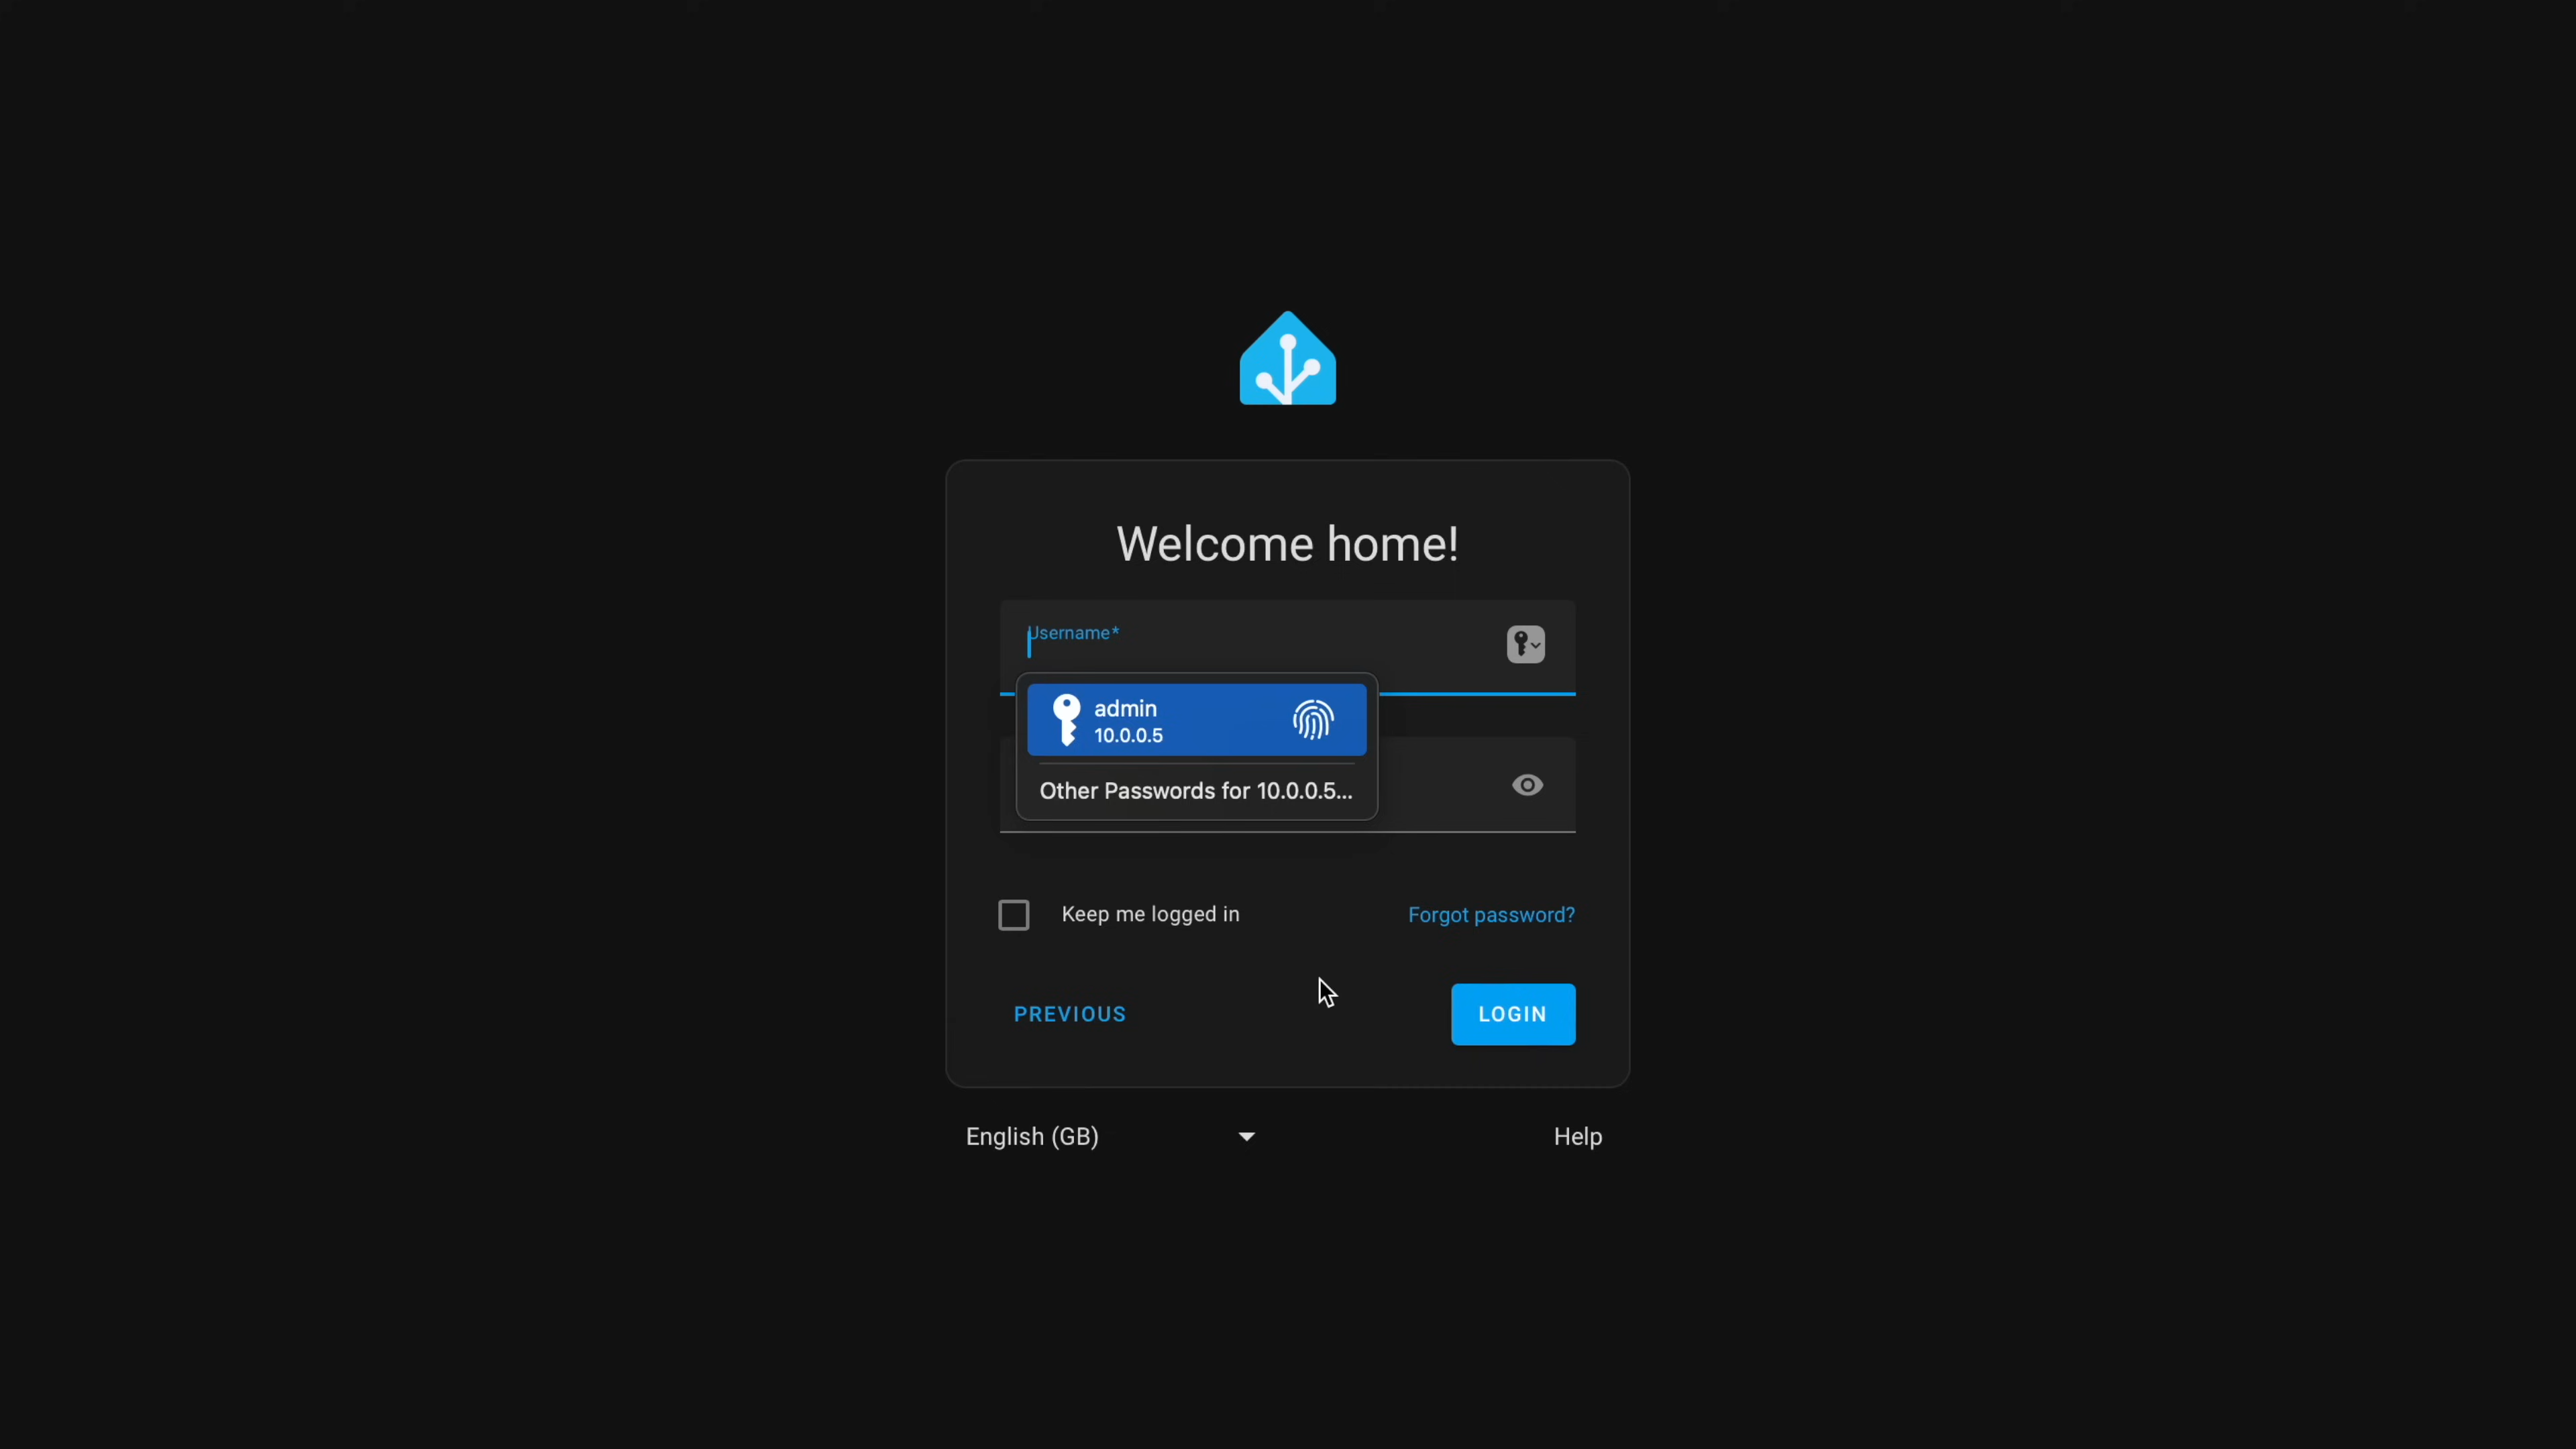 Welcome home!
Username*
admin
10.0.0.5
Other Passwords for 10.0.0.5...
Keep me logged in
Forgot password?
PREVIOUS
LOGIN
English (GB)
Help